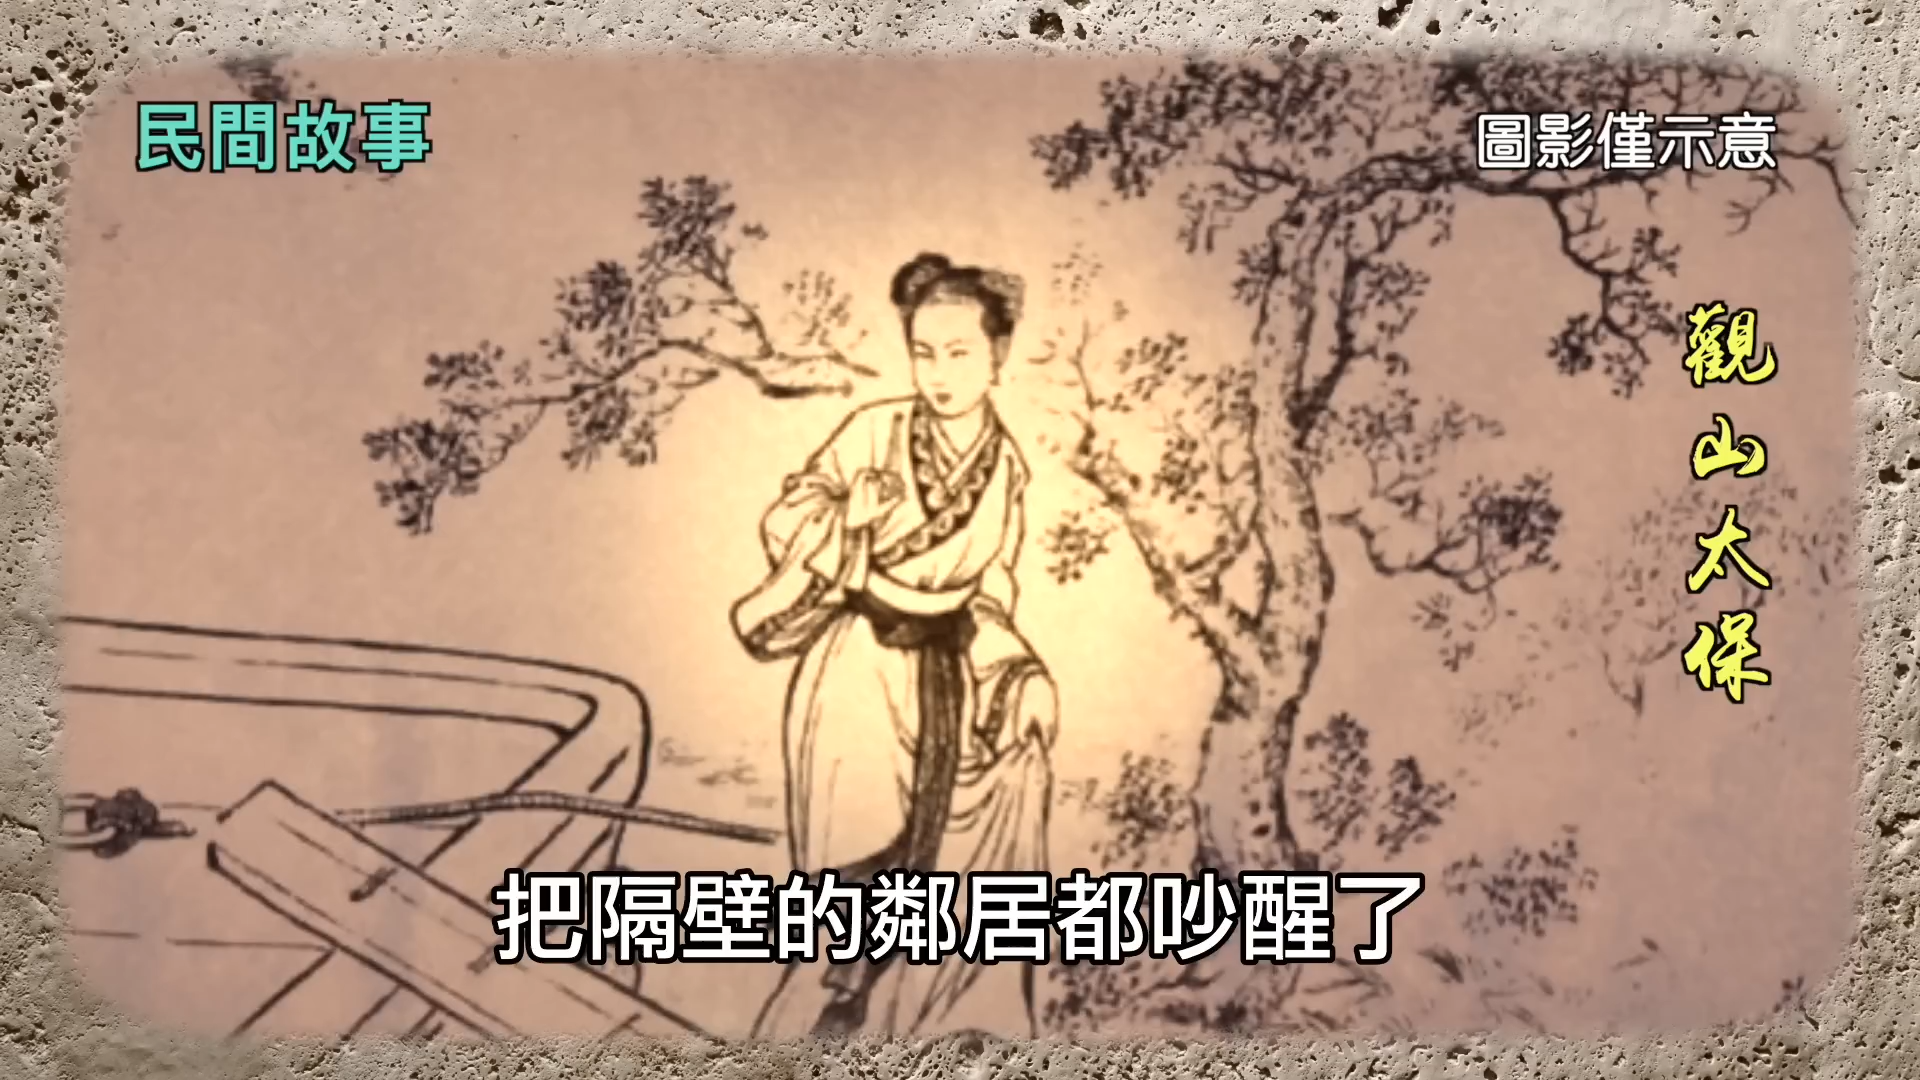 民間故事
圖影僅示意
觀山太保
把隔壁的鄰居都吵醒了